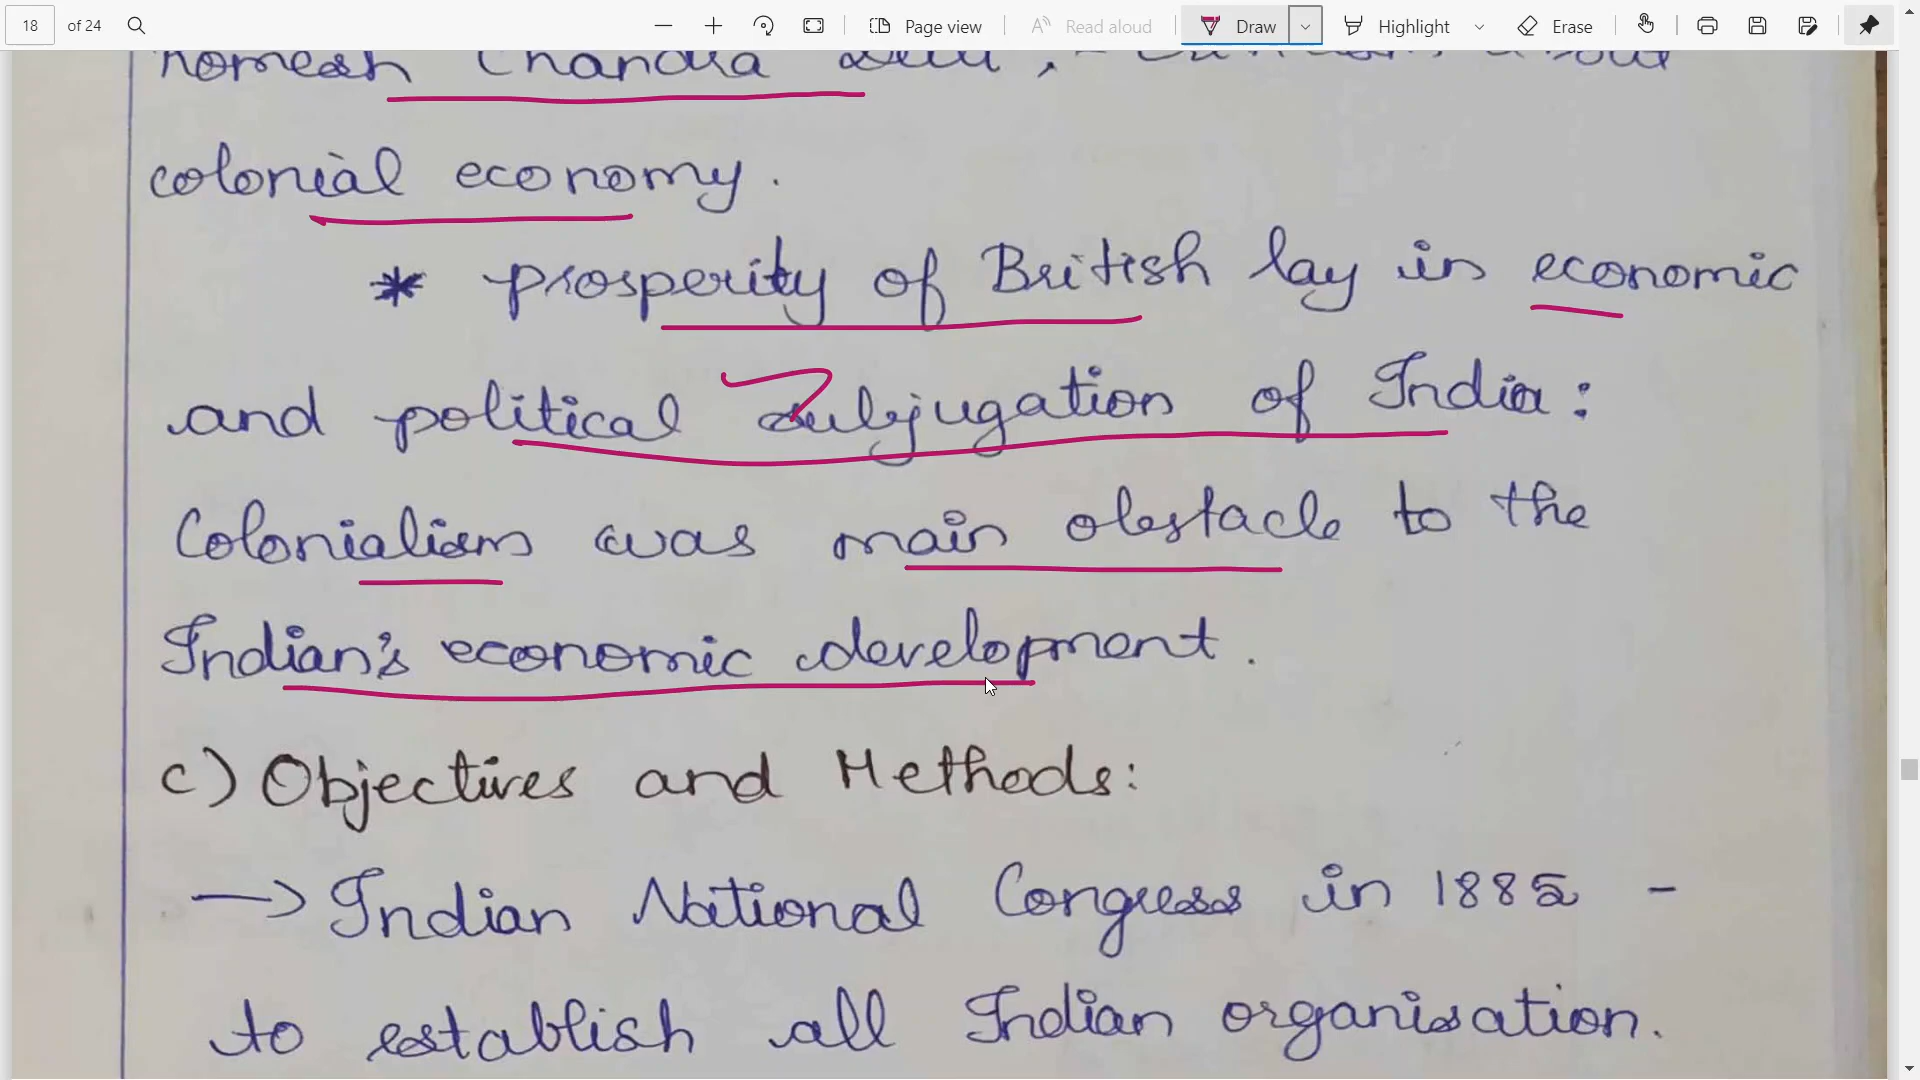 18 of 24 Page view Read aloud Draw Highlight Erase
Chandra
colonial economy.
* prosperity of British lay in economic
and political subjugation of India:
Colonialism was main obstacle to the
Indian's economic development.
c) Objectives and Methods:
→ Indian National Congress in 1885 -
to establish all Indian organisation.